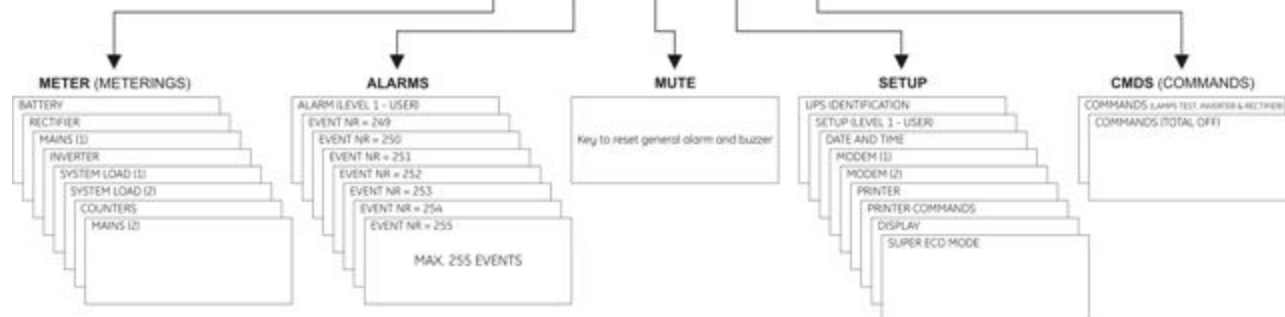 METER (METERINGS)
BATTERY
RECTIFIER
MAINS (1)
INVERTER
SYSTEM LOAD (1)
SYSTEM LOAD (2)
COUNTERS
MAINS (2)
ALARMS
ALARM (LEVEL 1 - USER)
EVENT NR = 249
EVENT NR = 250
EVENT NR = 251
EVENT NR = 252
EVENT NR = 253
EVENT NR = 254
EVENT NR = 255
MAX. 255 EVENTS
MUTE
Key to reset general alarm and buzzer
SETUP
UPS IDENTIFICATION
SETUP (LEVEL 1 - USER)
DATE AND TIME
MODEM (1)
MODEM (2)
PRINTER
PRINTER COMMANDS
DISPLAY
SUPER ECO MODE
CMDS (COMMANDS)
COMMANDS (LAMPS TEST, INVERTER & RECTIFIER)
COMMANDS (TOTAL OFF)